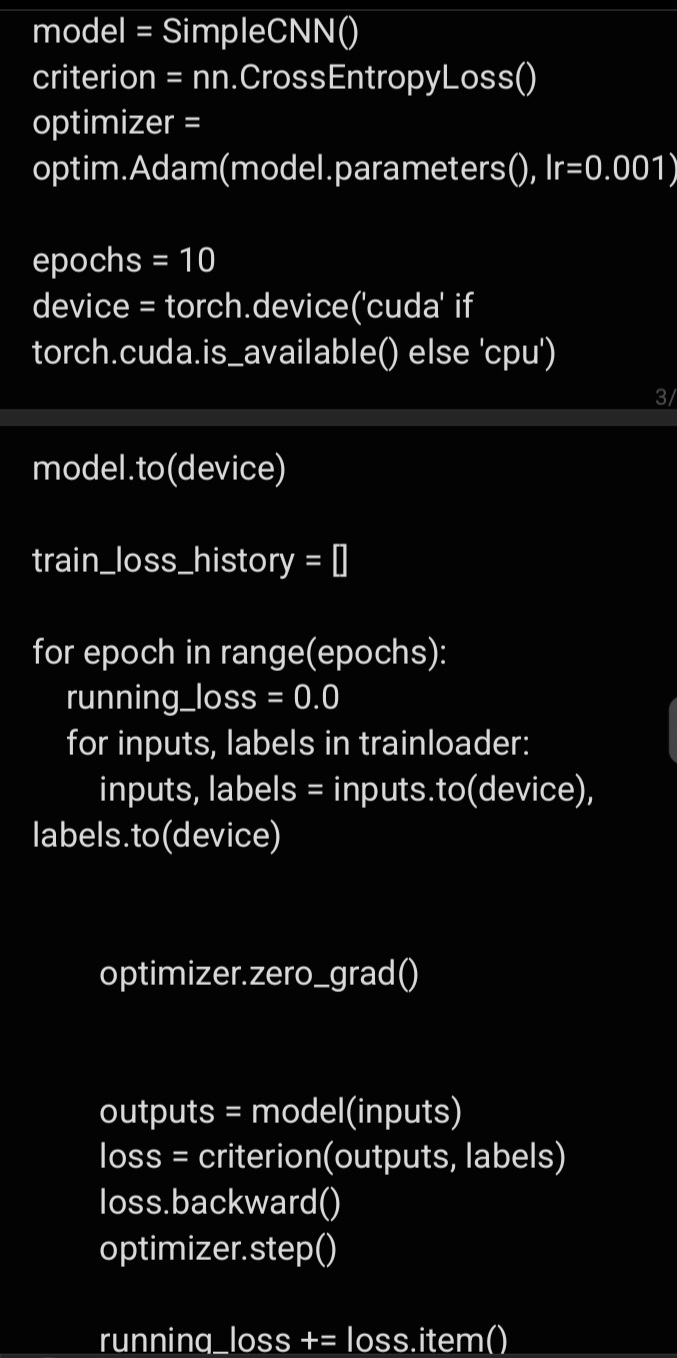 model = SimpleCNN()
criterion = nn.CrossEntropyLoss()
optimizer =
optim.Adam(model.parameters(), lr=0.001)
epochs = 10
device = torch.device('cuda' if
torch.cuda.is_available() else 'cpu')
3/
model.to(device)
train_loss_history = []
for epoch in range(epochs):
    running_loss = 0.0
    for inputs, labels in trainloader:
        inputs, labels = inputs.to(device),
labels.to(device)
        optimizer.zero_grad()
        outputs = model(inputs)
        loss = criterion(outputs, labels)
        loss.backward()
        optimizer.step()
        running_loss += loss.item()